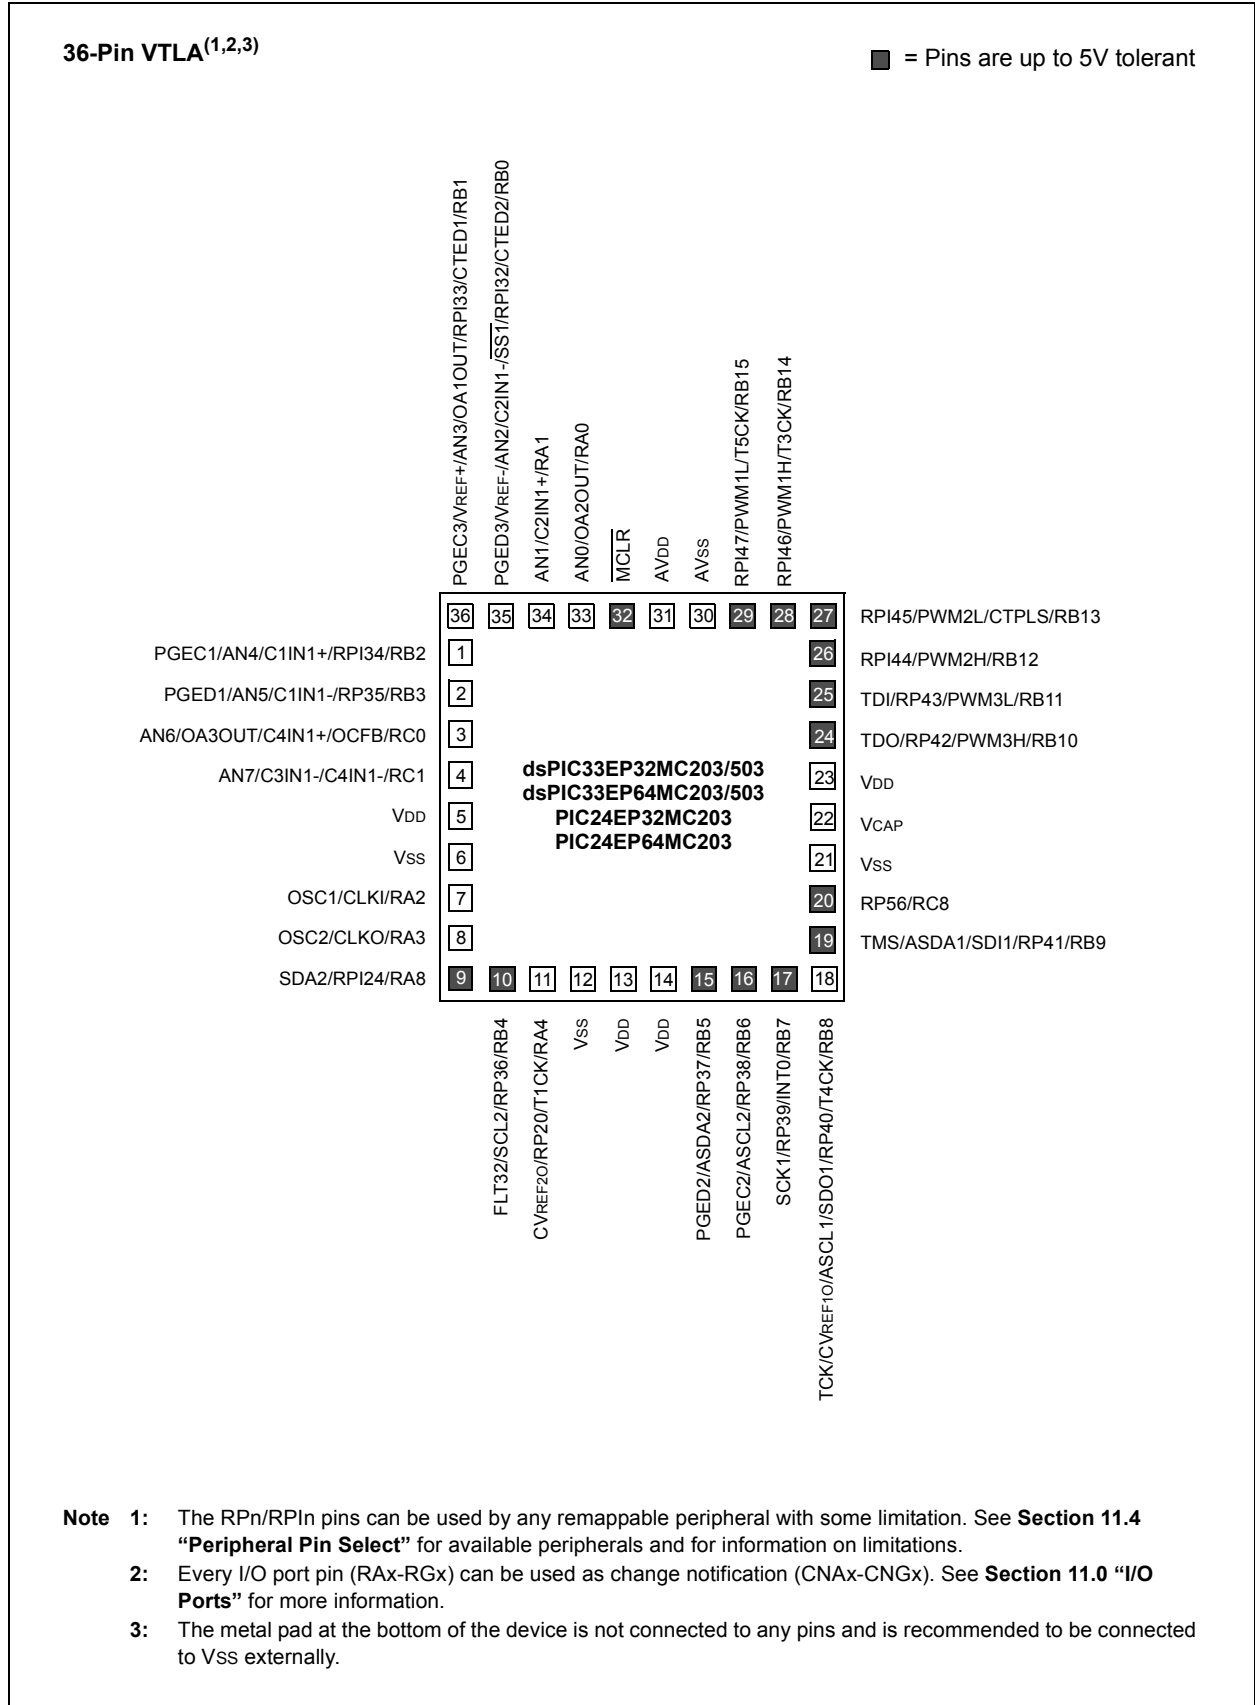 36-Pin VTLA(1,2,3)
= Pins are up to 5V tolerant
PGEC3/VREF+/AN3/OA1OUT/RPI33/CTED1/RB1
PGED3/VREF-/AN2/C2IN1-/SS1/RPI32/CTED2/RB0
AN1/C2IN1+/RA1
AN0/OA2OUT/RA0
MCLR
AVDD
AVSS
RPI47/PWM1L/T5CK/RB15
RPI46/PWM1H/T3CK/RB14
36 35 34 33 32 31 30 29 28 27 RPI45/PWM2L/CTPLS/RB13
PGEC1/AN4/C1IN1+/RPI34/RB2 1 26 RPI44/PWM2H/RB12
PGED1/AN5/C1IN1-/RP35/RB3 2 25 TDI/RP43/PWM3L/RB11
AN6/OA3OUT/C4IN1+/OCFB/RC0 3 24 TDO/RP42/PWM3H/RB10
AN7/C3IN1-/C4IN1-/RC1 4 23 VDD
dsPIC33EP32MC203/503
dsPIC33EP64MC203/503
PIC24EP32MC203
PIC24EP64MC203
VDD 5 22 VCAP
VSS 6 21 VSS
OSC1/CLKI/RA2 7 20 RP56/RC8
OSC2/CLKO/RA3 8 19 TMS/ASDA1/SDI1/RP41/RB9
SDA2/RPI24/RA8 9 10 11 12 13 14 15 16 17 18
FLT32/SCL2/RP36/RB4
CVREF2O/RP20/T1CK/RA4
VSS
VDD
VDD
PGED2/ASDA2/RP37/RB5
PGEC2/ASCL2/RP38/RB6
SCK1/RP39/INT0/RB7
TCK/CVREF1O/ASCL1/SDO1/RP40/T4CK/RB8
Note 1: The RPn/RPIn pins can be used by any remappable peripheral with some limitation. See Section 11.4
“Peripheral Pin Select” for available peripherals and for information on limitations.
2: Every I/O port pin (RAx-RGx) can be used as change notification (CNAx-CNGx). See Section 11.0 “I/O
Ports” for more information.
3: The metal pad at the bottom of the device is not connected to any pins and is recommended to be connected
to VSS externally.